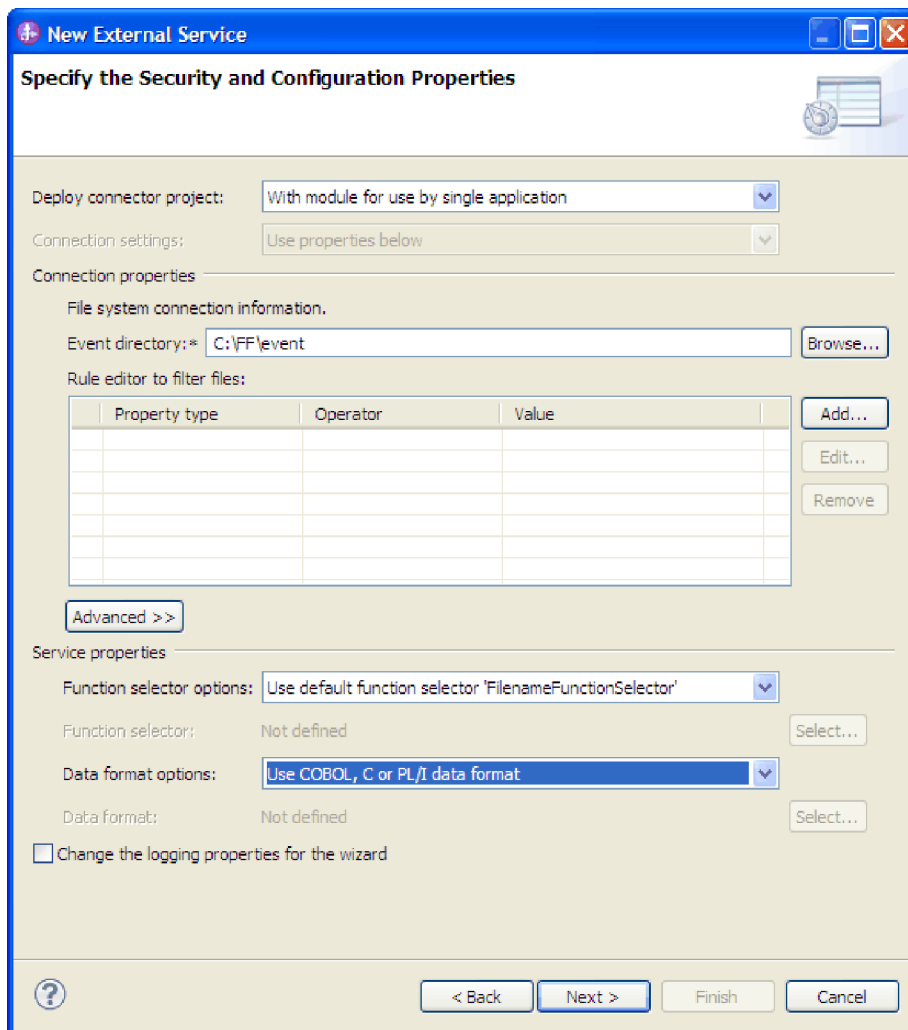 New External Service
Specify the Security and Configuration Properties
Deploy connector project: With module for use by single application
Connection settings: Use properties below
Connection properties
File system connection information.
Event directory:* C:\FF\event Browse...
Rule editor to filter files:
Property type Operator Value Add...
Edit...
Remove
Advanced >>
Service properties
Function selector options: Use default function selector 'FilenameFunctionSelector'
Function selector: Not defined Select...
Data format options: Use COBOL, C or PL/I data format
Data format: Not defined Select...
Change the logging properties for the wizard
? < Back Next > Finish Cancel